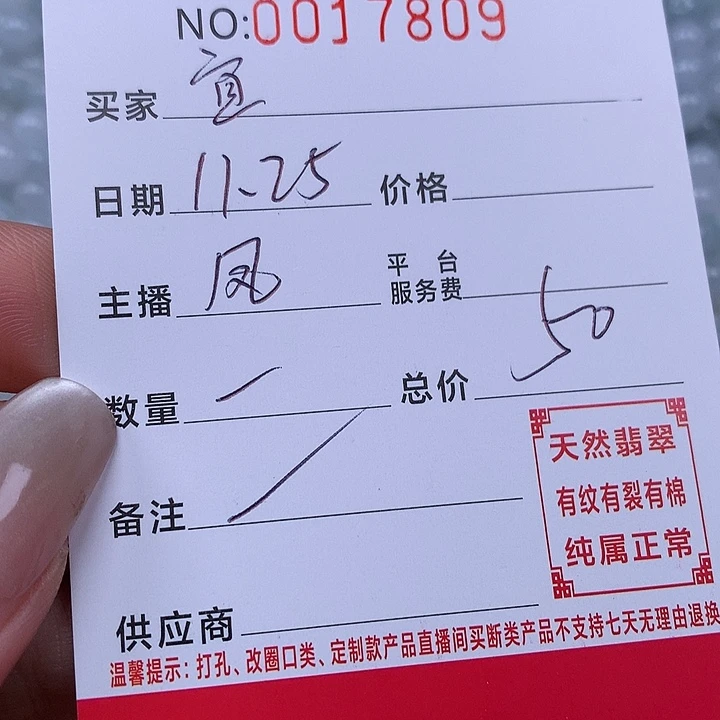 NO:0017809
买家 宜
日期 11-25 价格
主播 凤 平台服务费
数量 一 总价 50
备注 /
天然翡翠
有纹有裂有棉
纯属正常
供应商
温馨提示：打孔、改圈口类、定制款产品直播间买断类产品不支持七天无理由退换